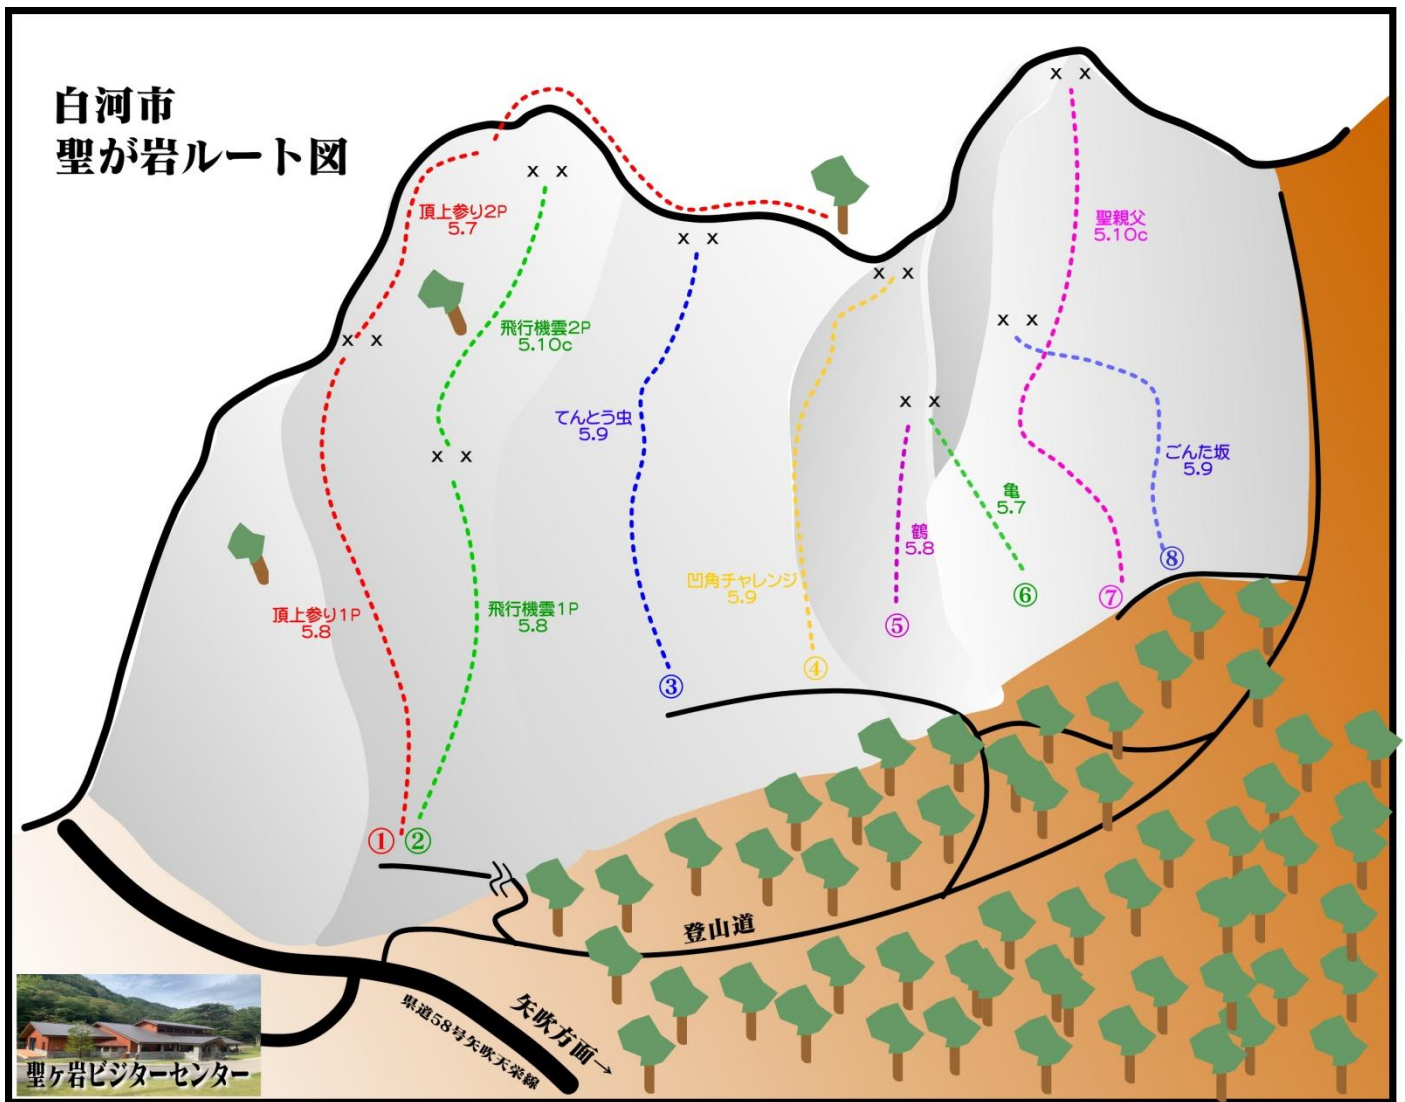 白河市
聖が岩ルート図
x x
頂上参り2P
5.7
x x
聖親父
5.10c
x x
x x
飛行機雲2P
5.10c
x x
x x
てんとう虫
5.9
x x
ごんた坂
5.9
x x
亀
5.7
鶴
5.8
凹角チャレンジ
5.9
頂上参り1P
5.8
飛行機雲1P
5.8
⑧
⑦
⑥
⑤
④
③
①
②
登山道
矢吹方面→
県道58号矢吹天栄線
聖ヶ岩ビジターセンター